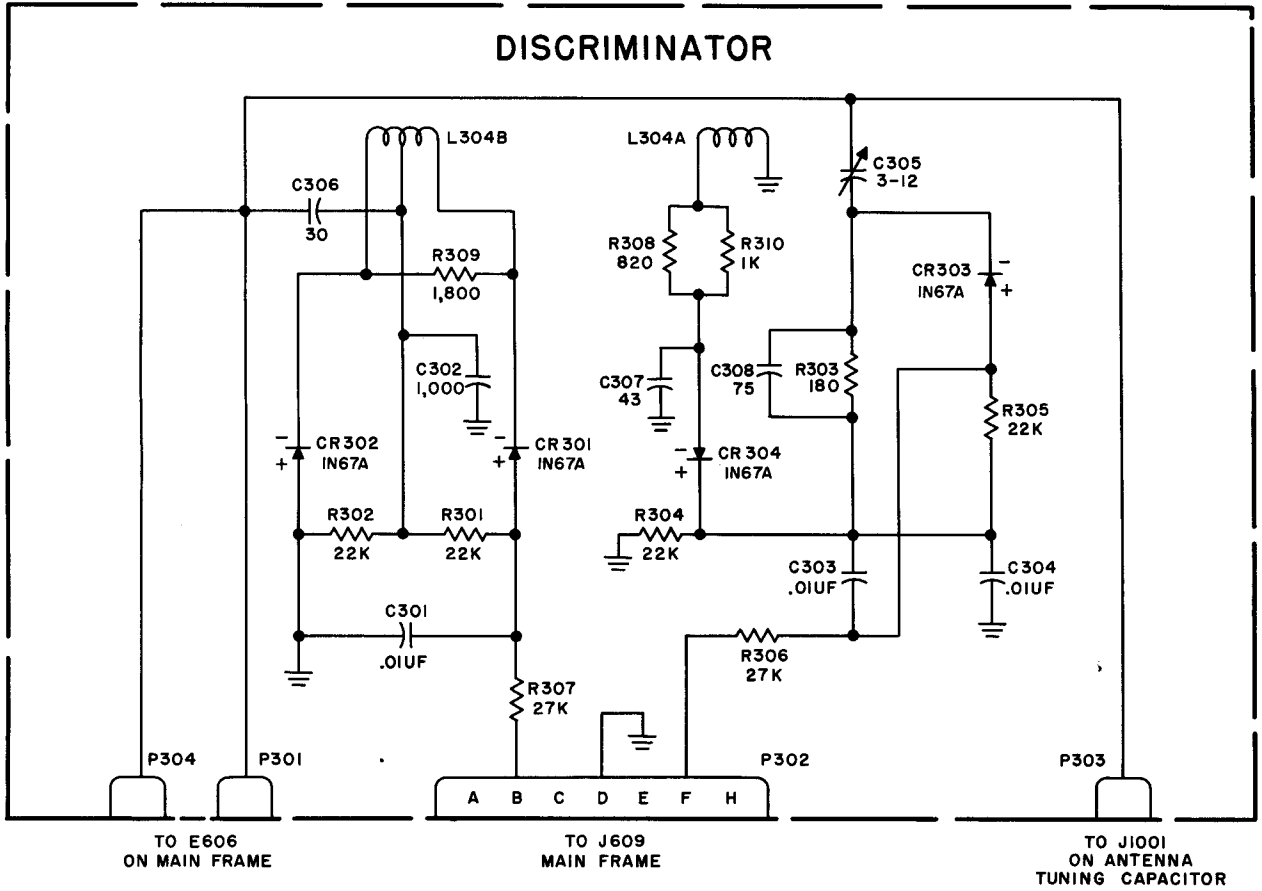 DISCRIMINATOR
L304B
L304A
C305
3-12
C306
30
R309
1,800
R308
820
R310
1K
CR303
IN67A
-
+
C302
1,000
C307
43
C308
75
R303
180
R305
22K
-
+
CR302
IN67A
-
+
CR301
IN67A
-
+
CR304
IN67A
R302
22K
R301
22K
R304
22K
C303
.01UF
C304
.01UF
C301
.01UF
R306
27K
R307
27K
P304
P301
P302
P303
A B C D E F H
TO E606
ON MAIN FRAME
TO J609
MAIN FRAME
TO J1001
ON ANTENNA
TUNING CAPACITOR